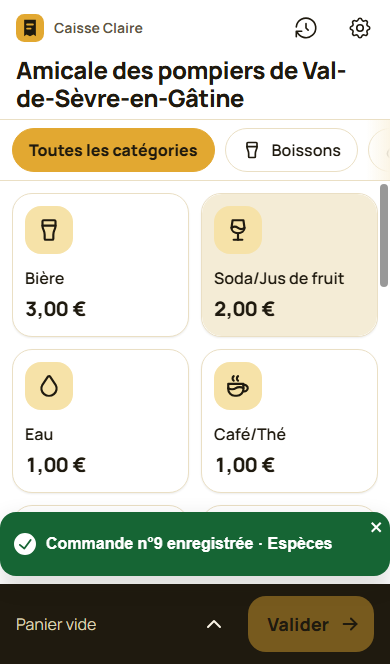 Caisse Claire
Amicale des pompiers de Val-
de-Sèvre-en-Gâtine
Toutes les catégories
Boissons
Bière
3,00 €
Soda/Jus de fruit
2,00 €
Eau
1,00 €
Café/Thé
1,00 €
Commande n°9 enregistrée · Espèces
Panier vide
Valider